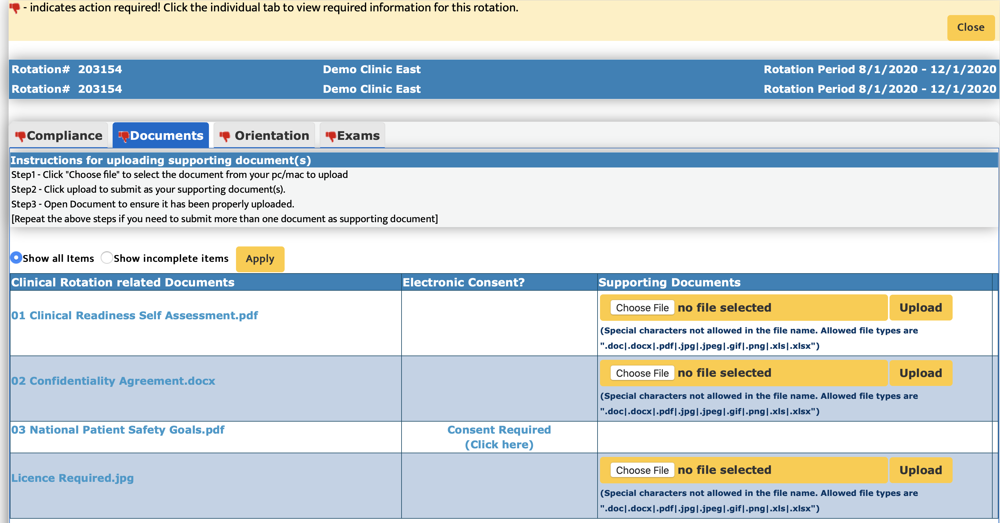 - indicates action required! Click the individual tab to view required information for this rotation.
Close
Rotation# 203154 Demo Clinic East Rotation Period 8/1/2020 - 12/1/2020
Rotation# 203154 Demo Clinic East Rotation Period 8/1/2020 - 12/1/2020
Compliance Documents Orientation Exams
Instructions for uploading supporting document(s)
Step1 - Click "Choose file" to select the document from your pc/mac to upload
Step2 - Click upload to submit as your supporting document(s).
Step3 - Open Document to ensure it has been properly uploaded.
[Repeat the above steps if you need to submit more than one document as supporting document]
Show all Items Show incomplete items Apply
Clinical Rotation related Documents Electronic Consent? Supporting Documents
01 Clinical Readiness Self Assessment.pdf
Choose File no file selected Upload
(Special characters not allowed in the file name. Allowed file types are
".doc|.docx|.pdf|.jpg|.jpeg|.gif|.png|.xls|.xlsx")
02 Confidentiality Agreement.docx
Choose File no file selected Upload
(Special characters not allowed in the file name. Allowed file types are
".doc|.docx|.pdf|.jpg|.jpeg|.gif|.png|.xls|.xlsx")
03 National Patient Safety Goals.pdf
Consent Required
(Click here)
Licence Required.jpg
Choose File no file selected Upload
(Special characters not allowed in the file name. Allowed file types are
".doc|.docx|.pdf|.jpg|.jpeg|.gif|.png|.xls|.xlsx")